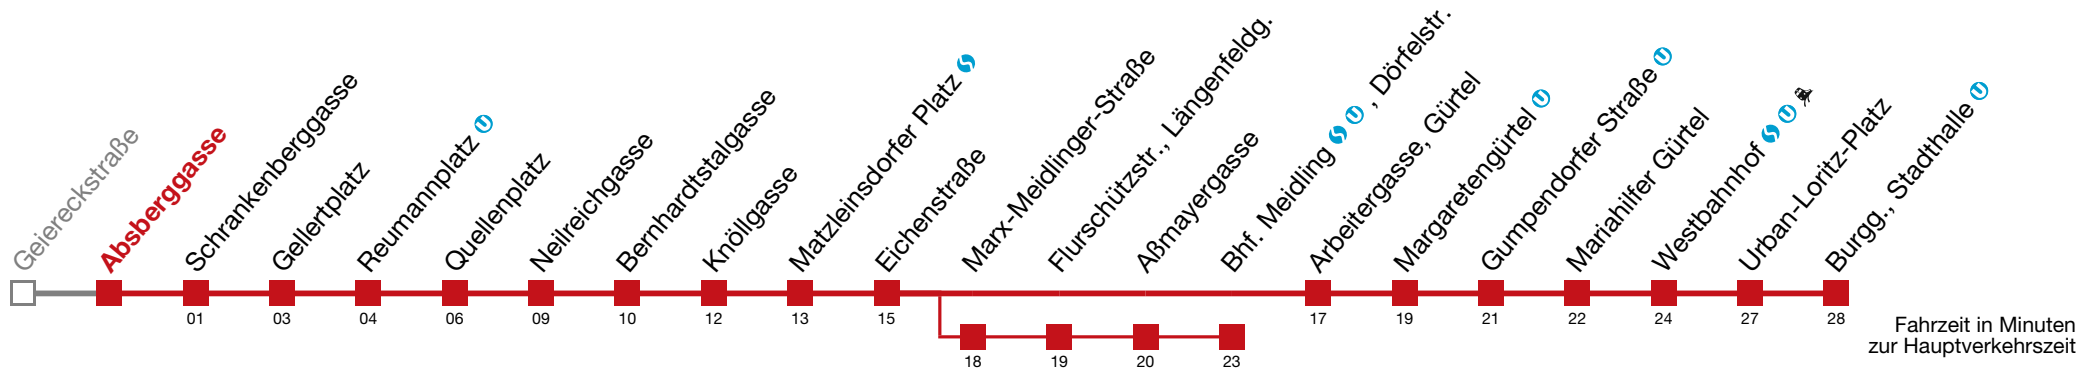 Geiereckstraße
Absberggasse
Schrankenberggasse
Gellertplatz
Reumannplatz U
Quellenplatz
Neilreichgasse
Bernhardtstalgasse
Knöllgasse
Matzleinsdorfer Platz S
Eichenstraße
Marx-Meidlinger-Straße
Flurschützstr., Längenfeldg.
Aßmayergasse
Bhf. Meidling S U , Dörfelstr.
Arbeitergasse, Gürtel
Margaretengürtel U
Gumpendorfer Straße U
Mariahilfer Gürtel
Westbahnhof S U
Urban-Loritz-Platz
Burgg., Stadthalle U
01 03 04 06 09 10 12 13 15 17 19 21 22 24 27 28
18 19 20 23
Fahrzeit in Minuten
zur Hauptverkehrszeit